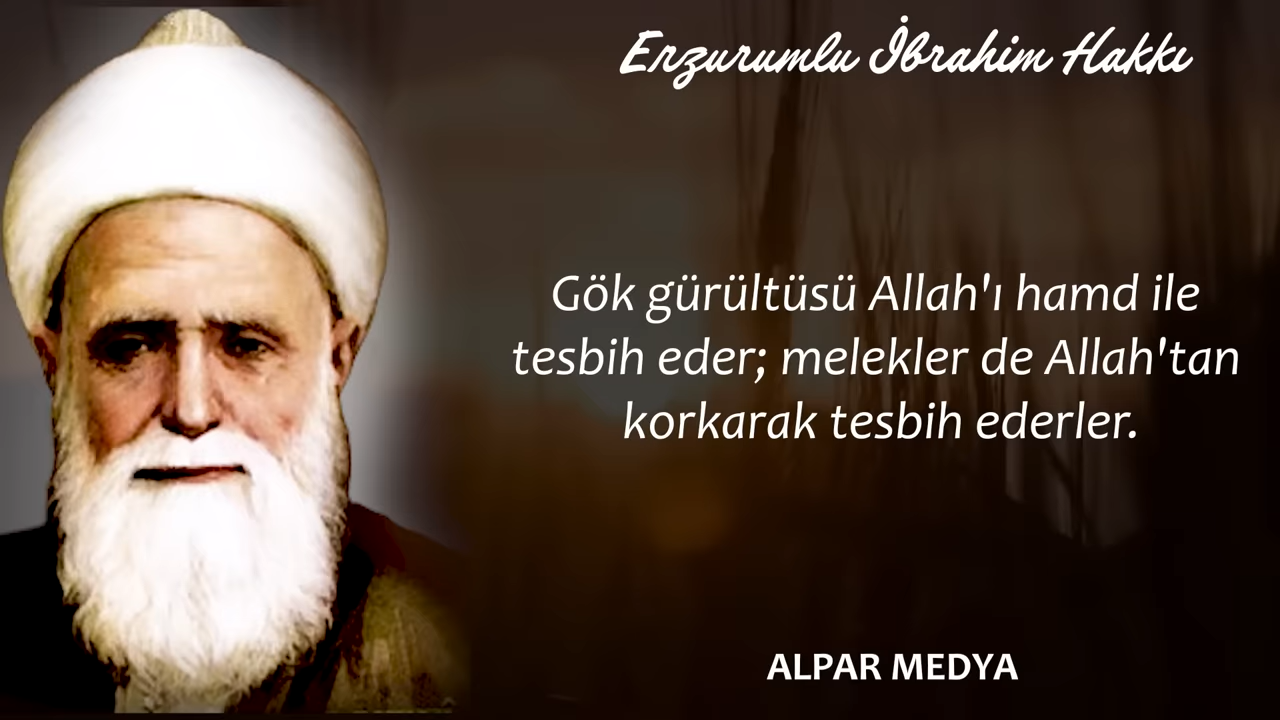 Erzurumlu İbrahim Hakkı
Gök gürültüsü Allah'ı hamd ile
tesbih eder; melekler de Allah'tan
korkarak tesbih ederler.
ALPAR MEDYA